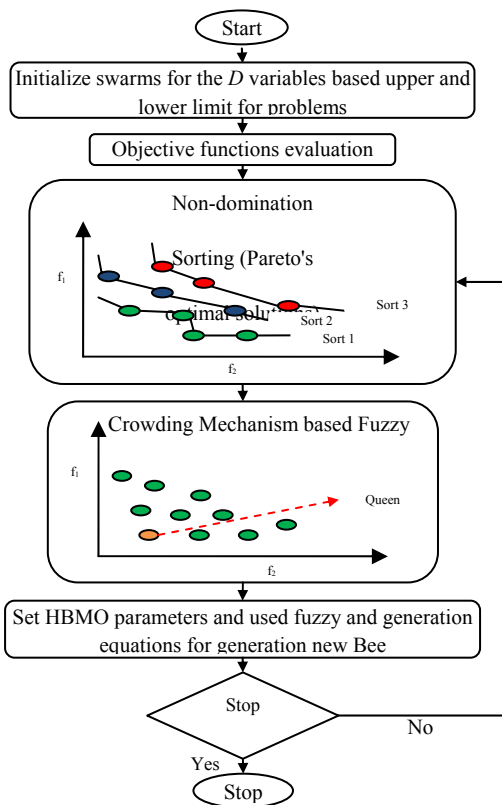 Start
Initialize swarms for the D variables based upper and
lower limit for problems
Objective functions evaluation
Non-domination
Sorting (Pareto's
optimal solutions)
f1
Sort 3
Sort 2
Sort 1
f2
Crowding Mechanism based Fuzzy
f1
Queen
f2
Set HBMO parameters and used fuzzy and generation
equations for generation new Bee
Stop
No
Yes
Stop